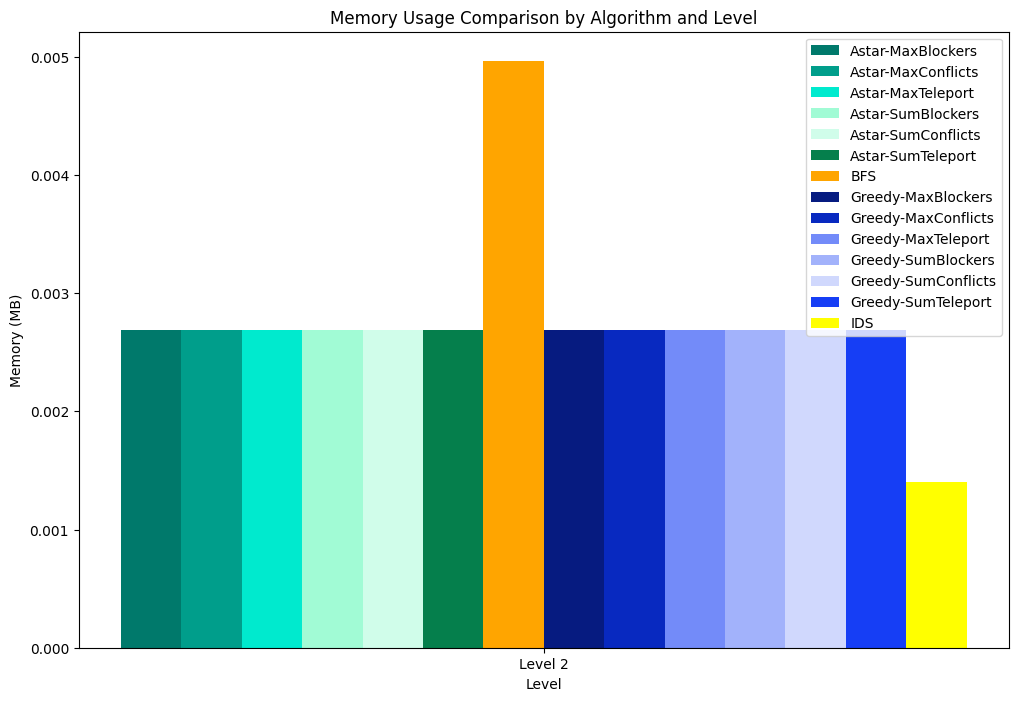 Memory Usage Comparison by Algorithm and Level
Astar-MaxBlockers
Astar-MaxConflicts
Astar-MaxTeleport
Astar-SumBlockers
Astar-SumConflicts
Astar-SumTeleport
BFS
Greedy-MaxBlockers
Greedy-MaxConflicts
Greedy-MaxTeleport
Greedy-SumBlockers
Greedy-SumConflicts
Greedy-SumTeleport
IDS
Memory (MB)
0.005
0.004
0.003
0.002
0.001
0.000
Level 2
Level